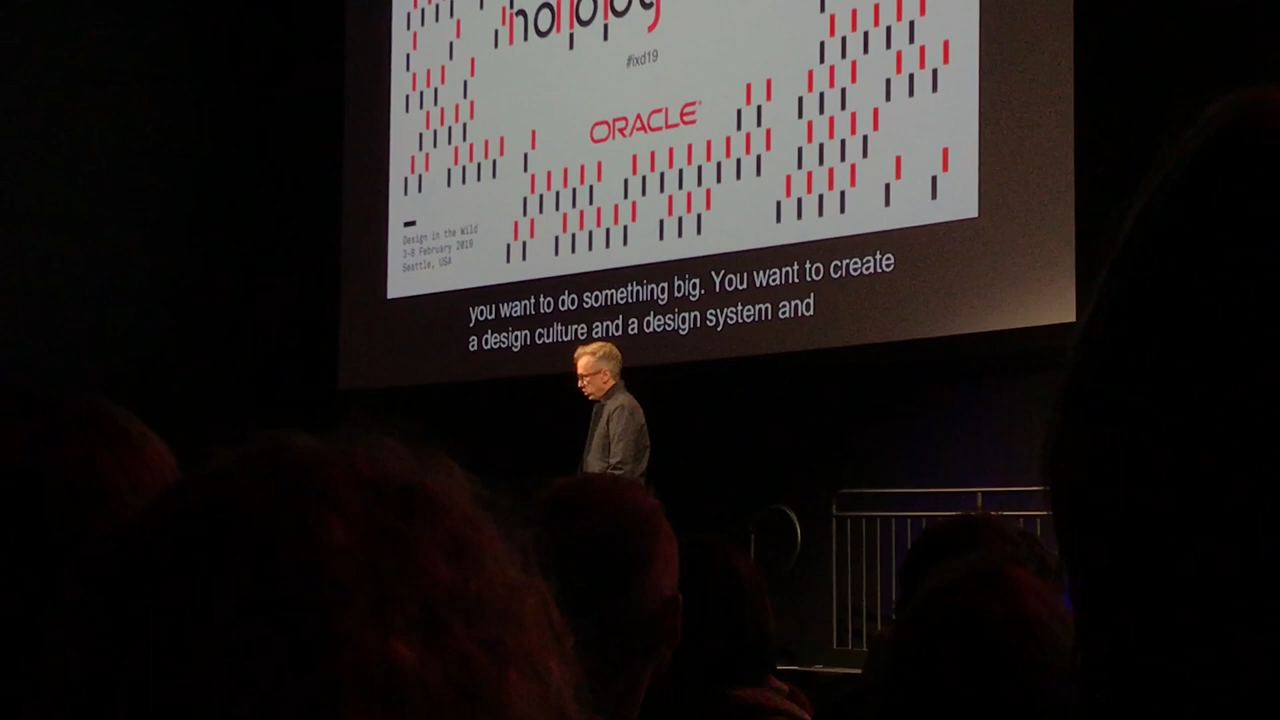 #ixd19
ORACLE
Design in the Wild
3-8 February 2019
Seattle, USA
you want to do something big. You want to create
a design culture and a design system and